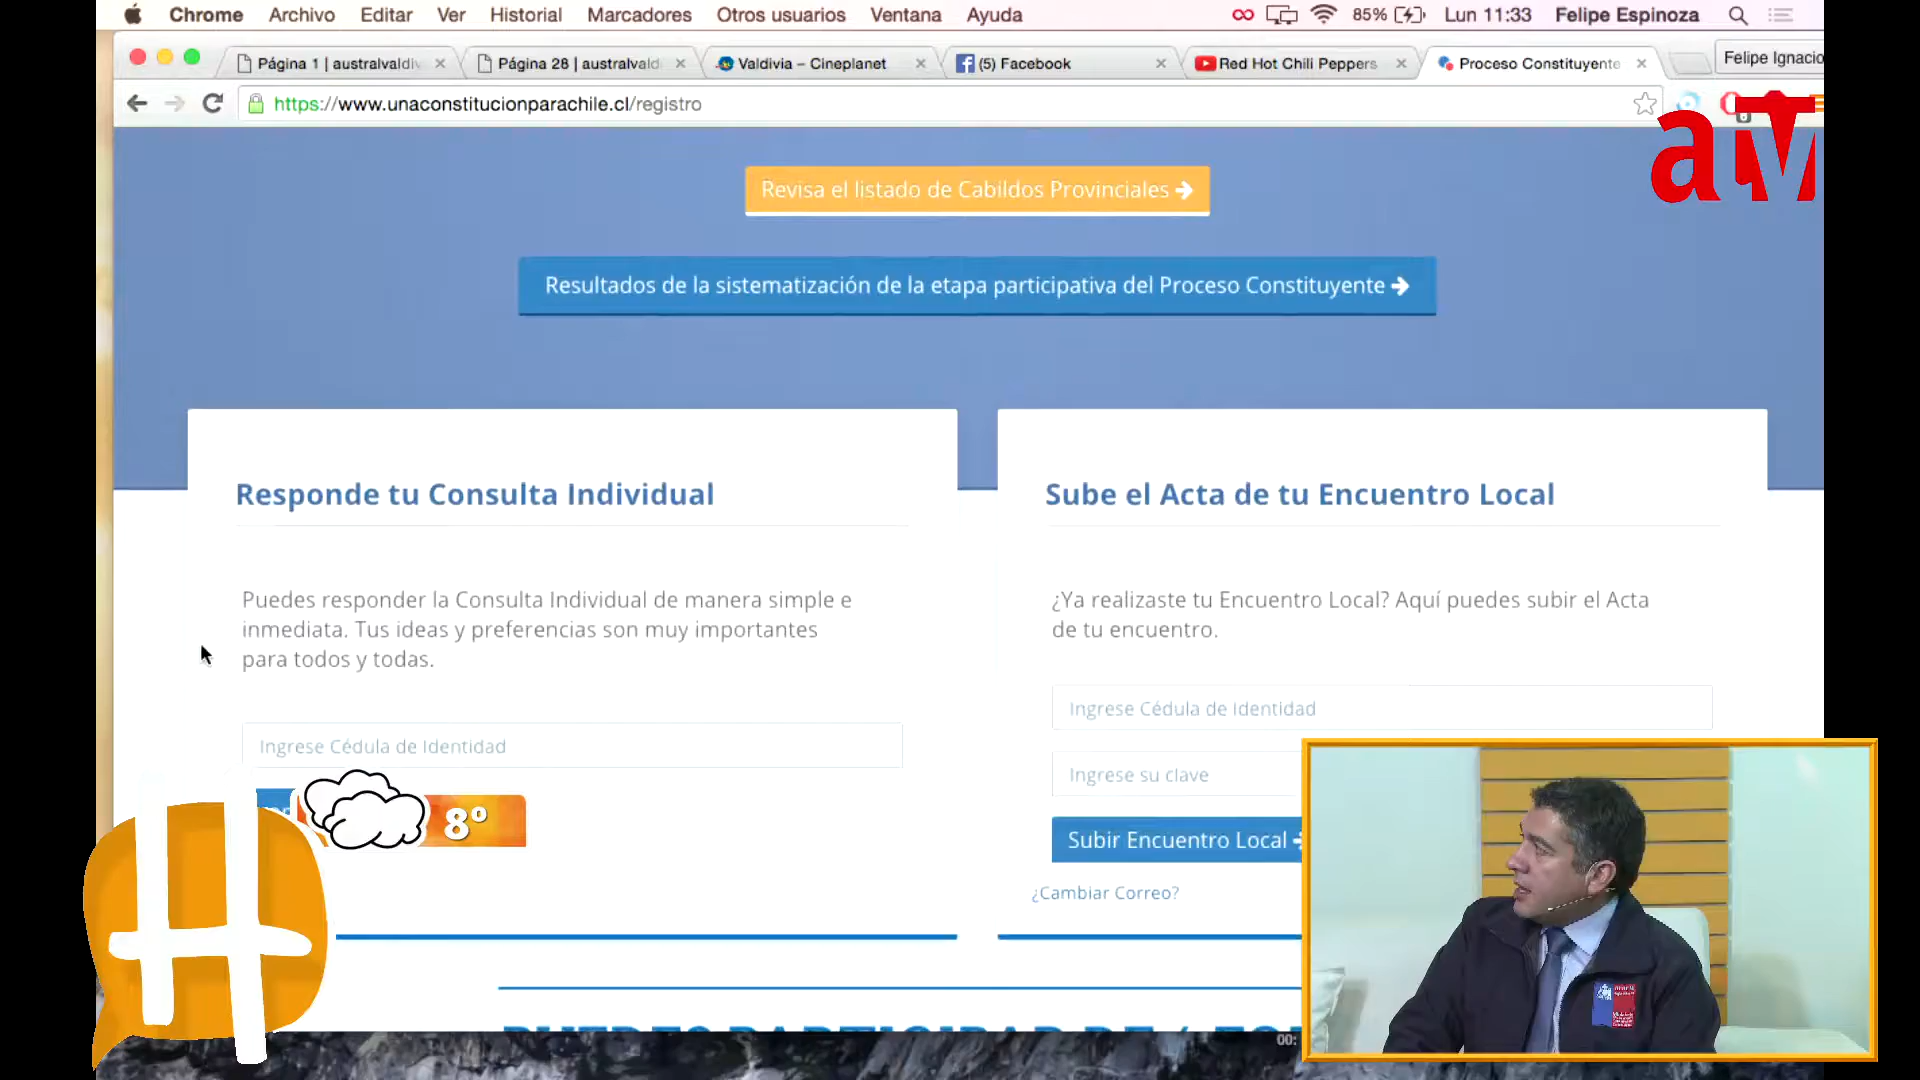 Chrome Archivo Editar Ver Historial Marcadores Otros usuarios Ventana Ayuda 85% Lun 11:33 Felipe Espinoza
Página 1 | australvaldiv Página 28 | australvald Valdivia – Cineplanet (5) Facebook Red Hot Chili Peppers Proceso Constituyente Felipe Ignacio
https://www.unaconstitucionparachile.cl/registro
Revisa el listado de Cabildos Provinciales
Resultados de la sistematización de la etapa participativa del Proceso Constituyente
Responde tu Consulta Individual
Puedes responder la Consulta Individual de manera simple e
inmediata. Tus ideas y preferencias son muy importantes
para todos y todas.
Ingrese Cédula de Identidad
8º
Sube el Acta de tu Encuentro Local
¿Ya realizaste tu Encuentro Local? Aquí puedes subir el Acta
de tu encuentro.
Ingrese Cédula de Identidad
Ingrese su clave
Subir Encuentro Local
¿Cambiar Correo?
00: